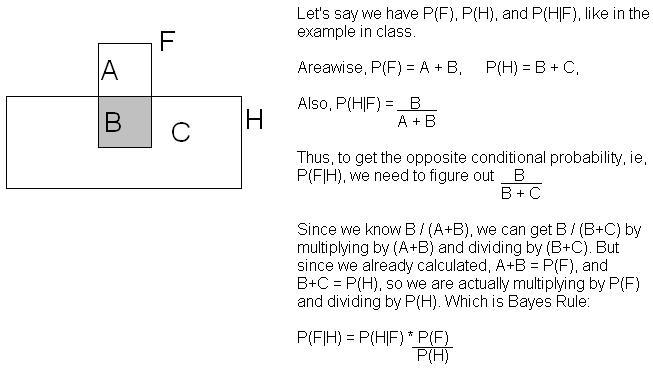 F
A
B
C
H
Let's say we have P(F), P(H), and P(H|F), like in the
example in class.
Areawise, P(F) = A + B, P(H) = B + C,
Also, P(H|F) = B
A + B
Thus, to get the opposite conditional probability, ie,
P(F|H), we need to figure out B
B + C
Since we know B / (A+B), we can get B / (B+C) by
multiplying by (A+B) and dividing by (B+C). But
since we already calculated, A+B = P(F), and
B+C = P(H), so we are actually multiplying by P(F)
and dividing by P(H). Which is Bayes Rule:
P(F|H) = P(H|F) * P(F)
P(H)